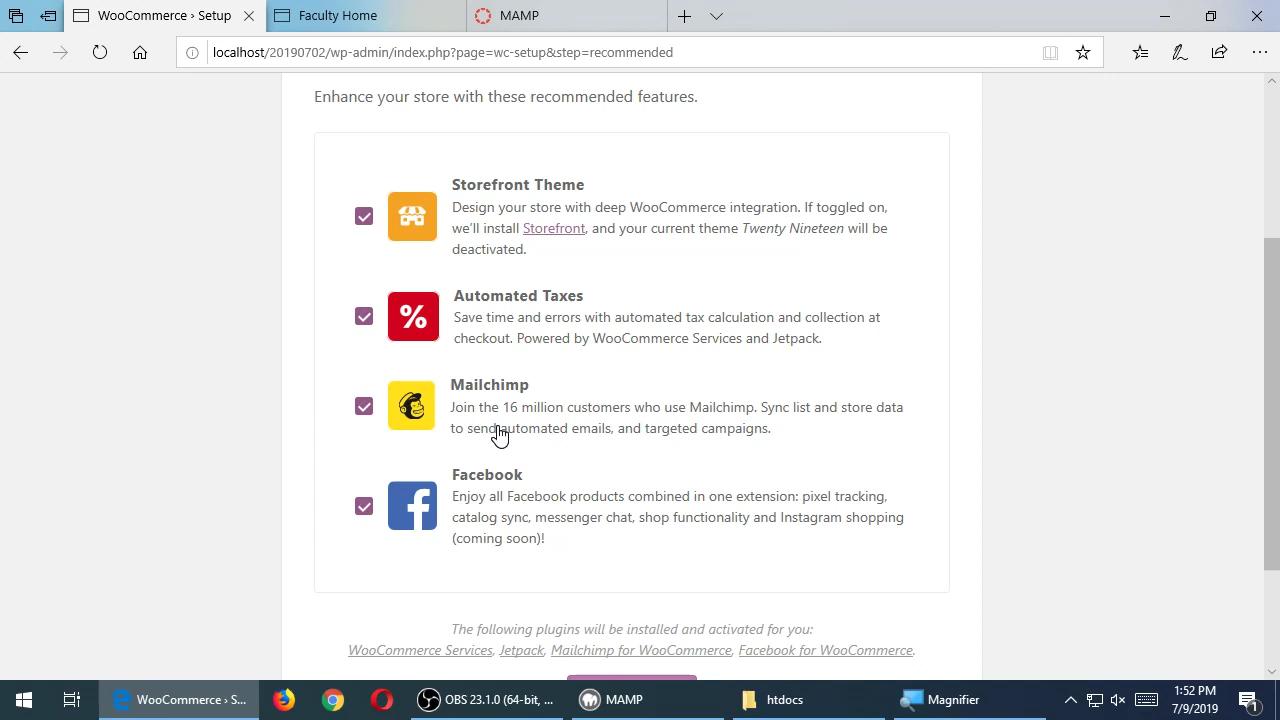 WooCommerce › Setup
Faculty Home
MAMP
localhost/20190702/wp-admin/index.php?page=wc-setup&step=recommended
Enhance your store with these recommended features.
Storefront Theme
Design your store with deep WooCommerce integration. If toggled on,
we'll install Storefront, and your current theme Twenty Nineteen will be
deactivated.
%
Automated Taxes
Save time and errors with automated tax calculation and collection at
checkout. Powered by WooCommerce Services and Jetpack.
Mailchimp
Join the 16 million customers who use Mailchimp. Sync list and store data
to send automated emails, and targeted campaigns.
Facebook
Enjoy all Facebook products combined in one extension: pixel tracking,
catalog sync, messenger chat, shop functionality and Instagram shopping
(coming soon)!
The following plugins will be installed and activated for you:
WooCommerce Services, Jetpack, Mailchimp for WooCommerce, Facebook for WooCommerce.
WooCommerce › S...
OBS 23.1.0 (64-bit, ...
MAMP
htdocs
Magnifier
1:52 PM
7/9/2019
1